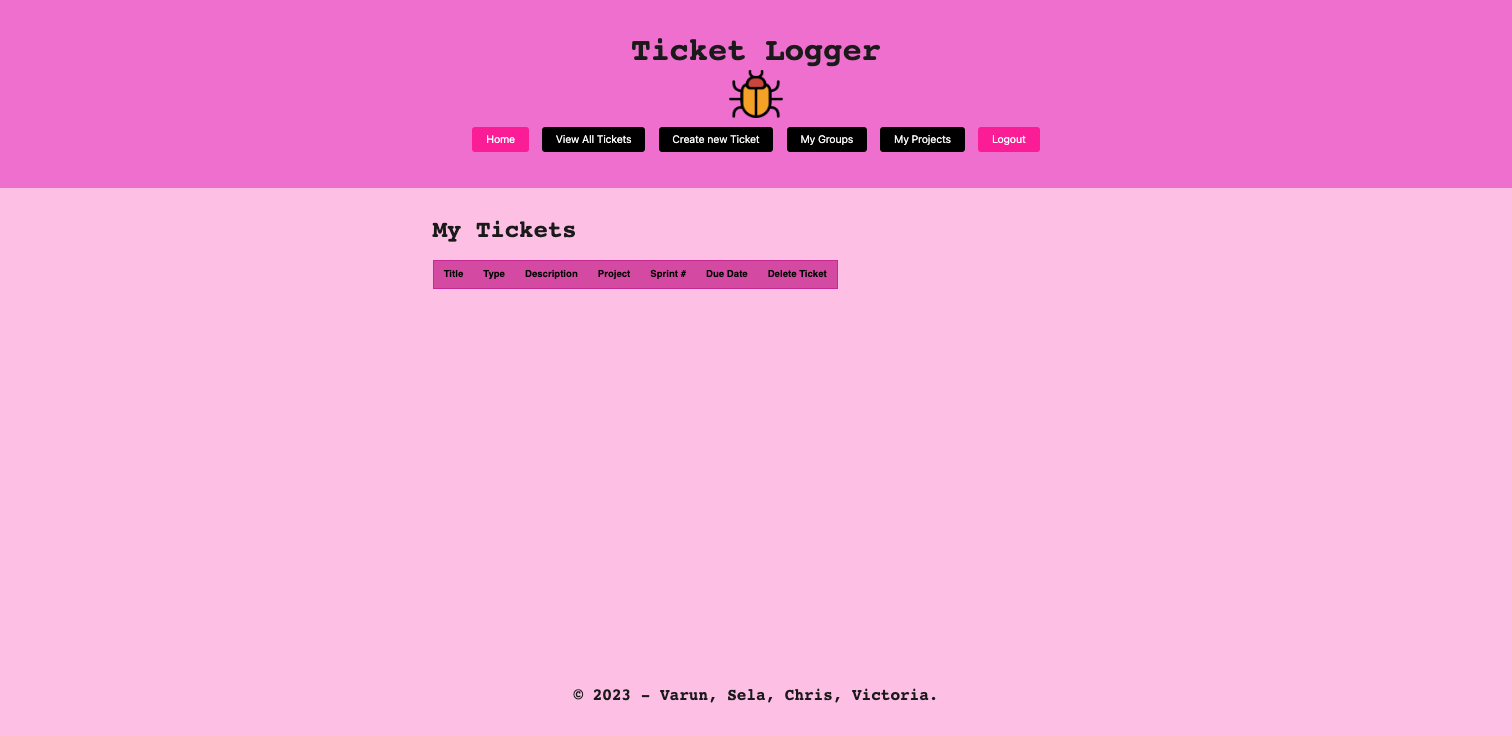 Ticket Logger
Home View All Tickets Create new Ticket My Groups My Projects Logout
My Tickets
Title Type Description Project Sprint # Due Date Delete Ticket
© 2023 - Varun, Sela, Chris, Victoria.